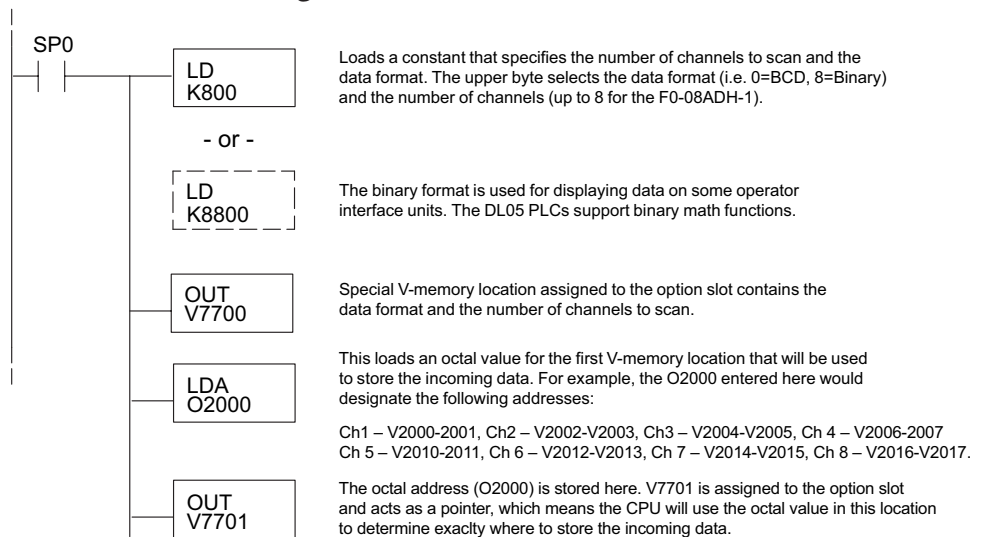 SP0
LD
K800
Loads a constant that specifies the number of channels to scan and the
data format. The upper byte selects the data format (i.e. 0=BCD, 8=Binary)
and the number of channels (up to 8 for the F0-08ADH-1).
- or -
LD
K8800
The binary format is used for displaying data on some operator
interface units. The DL05 PLCs support binary math functions.
OUT
V7700
Special V-memory location assigned to the option slot contains the
data format and the number of channels to scan.
LDA
O2000
This loads an octal value for the first V-memory location that will be used
to store the incoming data. For example, the O2000 entered here would
designate the following addresses:
Ch1 – V2000-2001, Ch2 – V2002-V2003, Ch3 – V2004-V2005, Ch 4 – V2006-2007
Ch 5 – V2010-2011, Ch 6 – V2012-V2013, Ch 7 – V2014-V2015, Ch 8 – V2016-V2017.
OUT
V7701
The octal address (O2000) is stored here. V7701 is assigned to the option slot
and acts as a pointer, which means the CPU will use the octal value in this location
to determine exaclty where to store the incoming data.